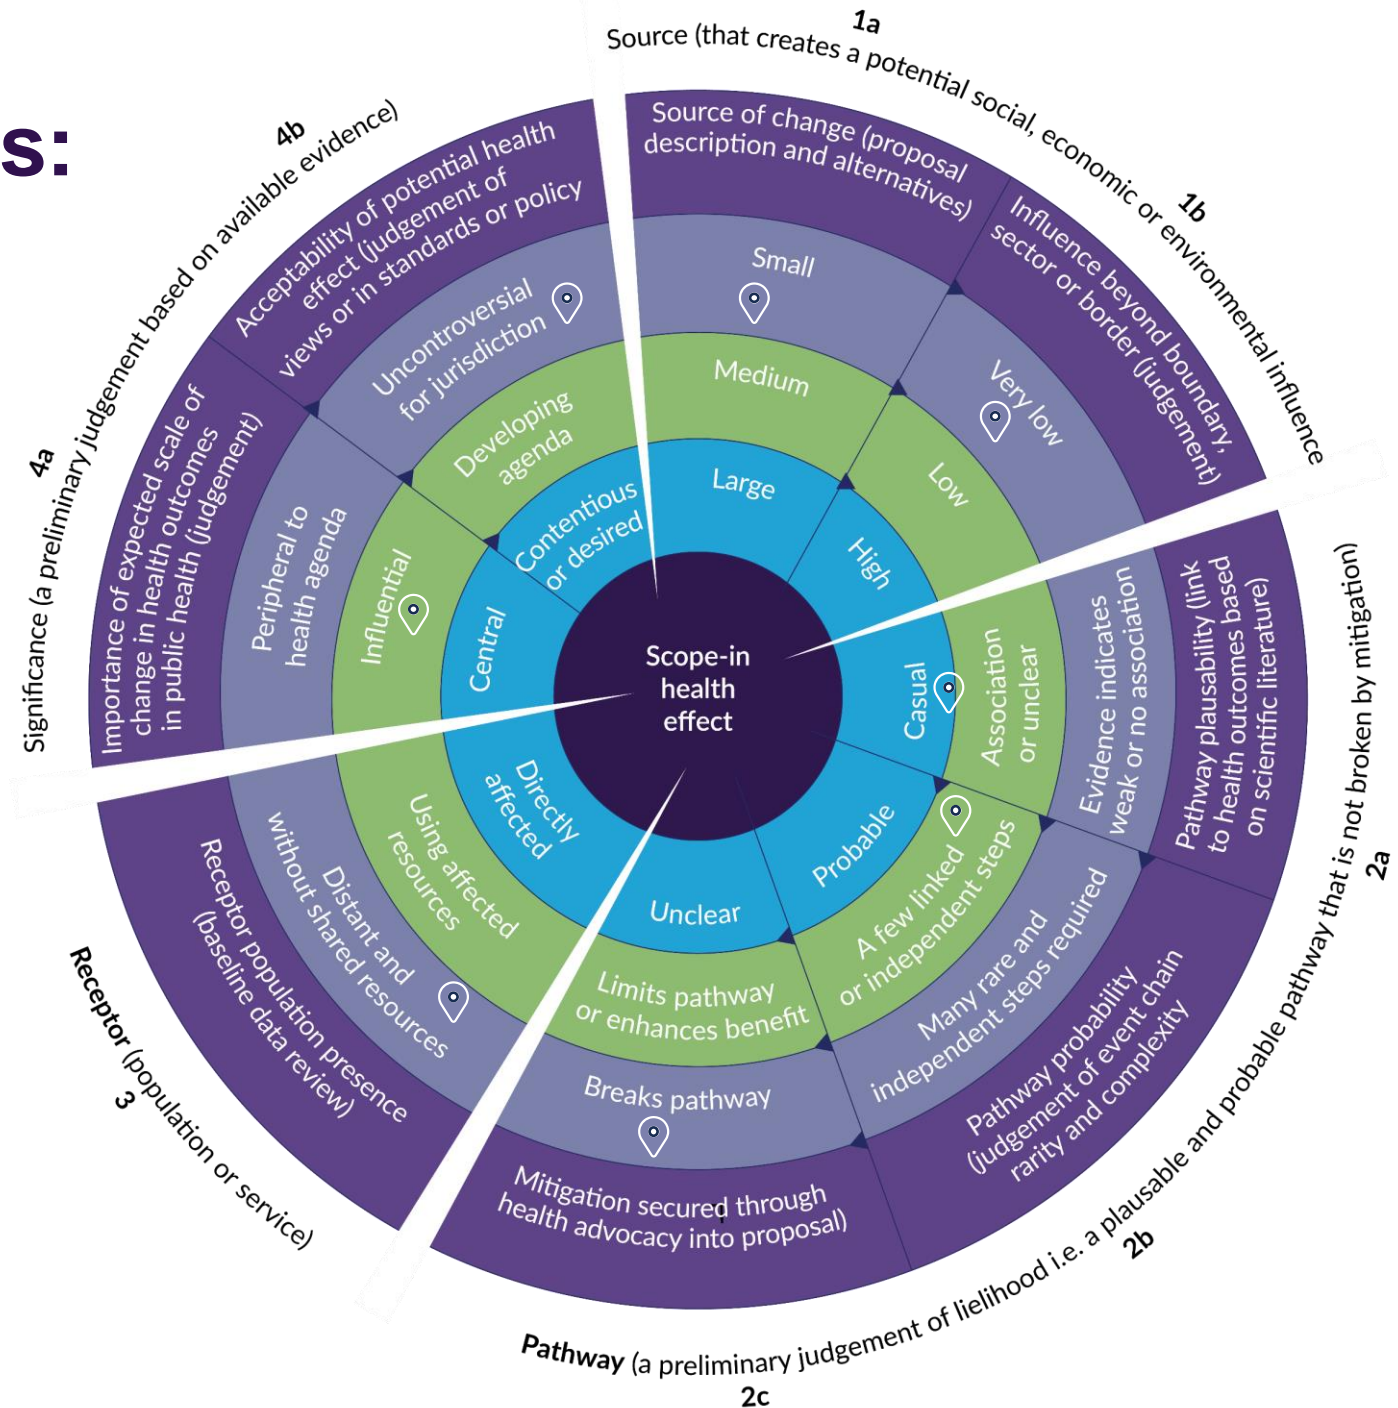 s:
1a
Source (that creates a potential social, economic or environmental influence
1b
Source of change (proposal
description and alternatives)
Small
Medium
Large
Influence beyond boundary,
sector or border (judgement)
Very low
Low
High
Pathway plausability (link
to health outcomes based
on scientific literature)
Evidence indicates
weak or no association
Association
or unclear
Casual
2a
Pathway probability
(judgement of event chain
rarity and complexity
Many rare and
independent steps required
A few linked
or independent steps
Probable
2b
Mitigation secured through
health advocacy into proposal)
Breaks pathway
Limits pathway
or enhances benefit
Unclear
Pathway (a preliminary judgement of lielihood i.e. a plausable and probable pathway that is not broken by mitigation)
2c
Receptor population presence
(baseline data review)
Distant and
without shared resources
Using affected
resources
Directly
affected
Receptor (population or service)
3
Importance of expected scale of
change in health outcomes
in public health (judgement)
Peripheral to
health agenda
Influential
Central
4a
Significance (a preliminary judgement based on available evidence)
4b
Acceptability of potential health
effect (judgement of
views or in standards or policy
Uncontroversial
for jurisdiction
Developing
agenda
Contentious
or desired
Scope-in
health
effect